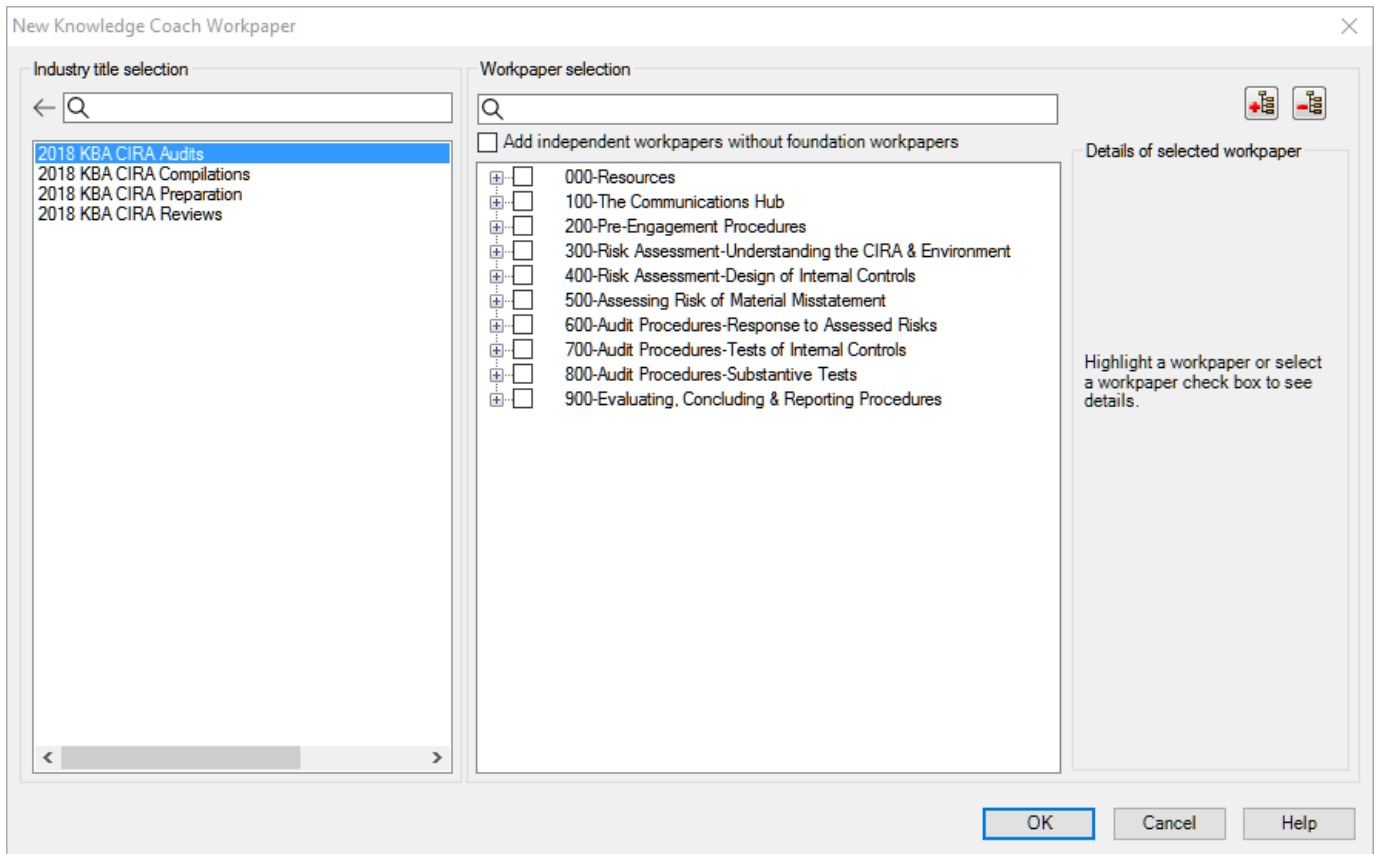 New Knowledge Coach Workpaper
Industry title selection
2018 KBA CIRA Audits
2018 KBA CIRA Compilations
2018 KBA CIRA Preparation
2018 KBA CIRA Reviews
Workpaper selection
Add independent workpapers without foundation workpapers
000-Resources
100-The Communications Hub
200-Pre-Engagement Procedures
300-Risk Assessment-Understanding the CIRA & Environment
400-Risk Assessment-Design of Internal Controls
500-Assessing Risk of Material Misstatement
600-Audit Procedures-Response to Assessed Risks
700-Audit Procedures-Tests of Internal Controls
800-Audit Procedures-Substantive Tests
900-Evaluating, Concluding & Reporting Procedures
Details of selected workpaper
Highlight a workpaper or select
a workpaper check box to see
details.
OK Cancel Help